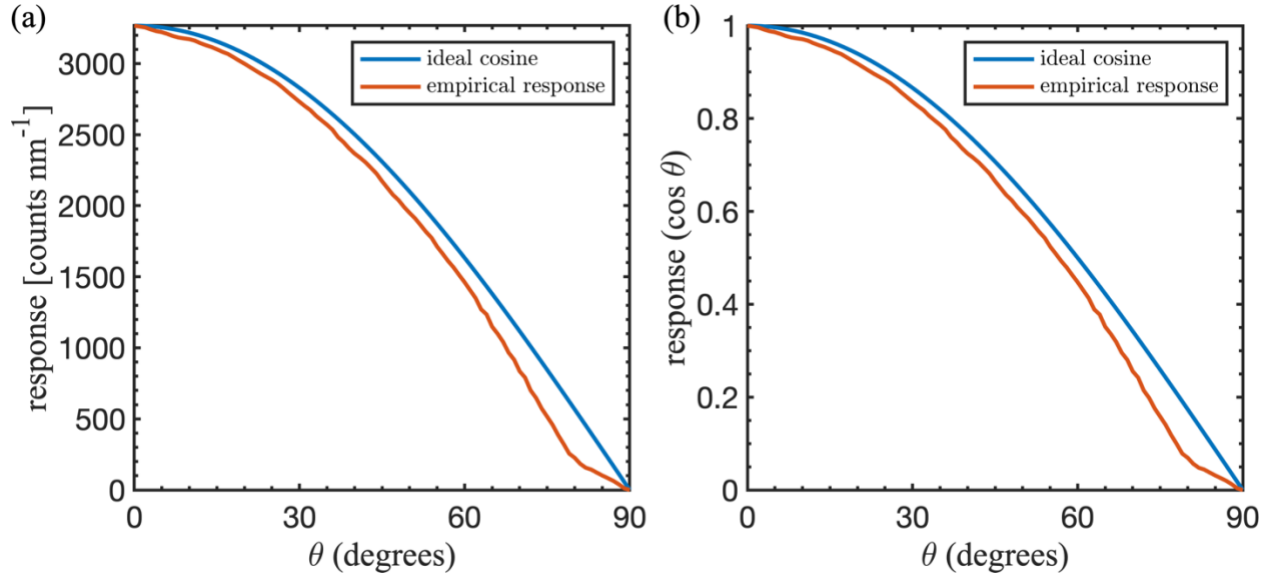 (a)
response [counts nm⁻¹]
3000
2500
2000
1500
1000
500
0
ideal cosine
empirical response
0 30 60 90
θ (degrees)
(b)
response (cos θ)
1
0.8
0.6
0.4
0.2
0
ideal cosine
empirical response
0 30 60 90
θ (degrees)